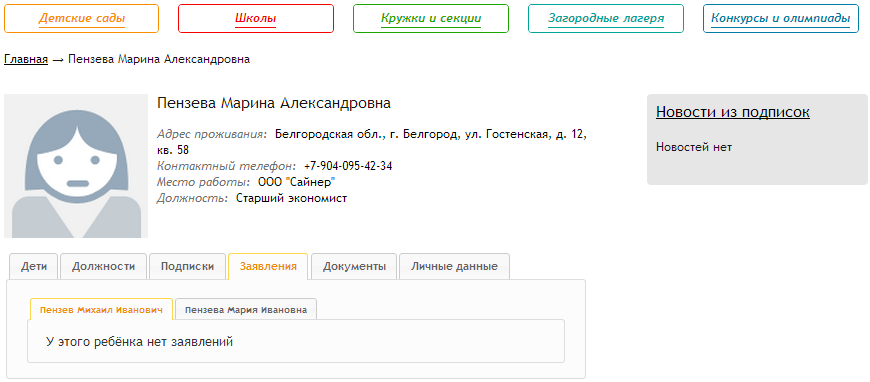 Детские сады
Школы
Кружки и секции
Загородные лагеря
Конкурсы и олимпиады
Главная → Пензева Марина Александровна
Пензева Марина Александровна
Адрес проживания: Белгородская обл., г. Белгород, ул. Гостенская, д. 12,
кв. 58
Контактный телефон: +7-904-095-42-34
Место работы: ООО "Сайнер"
Должность: Старший экономист
Новости из подписок
Новостей нет
Дети
Должности
Подписки
Заявления
Документы
Личные данные
Пензев Михаил Иванович
Пензева Мария Ивановна
У этого ребёнка нет заявлений